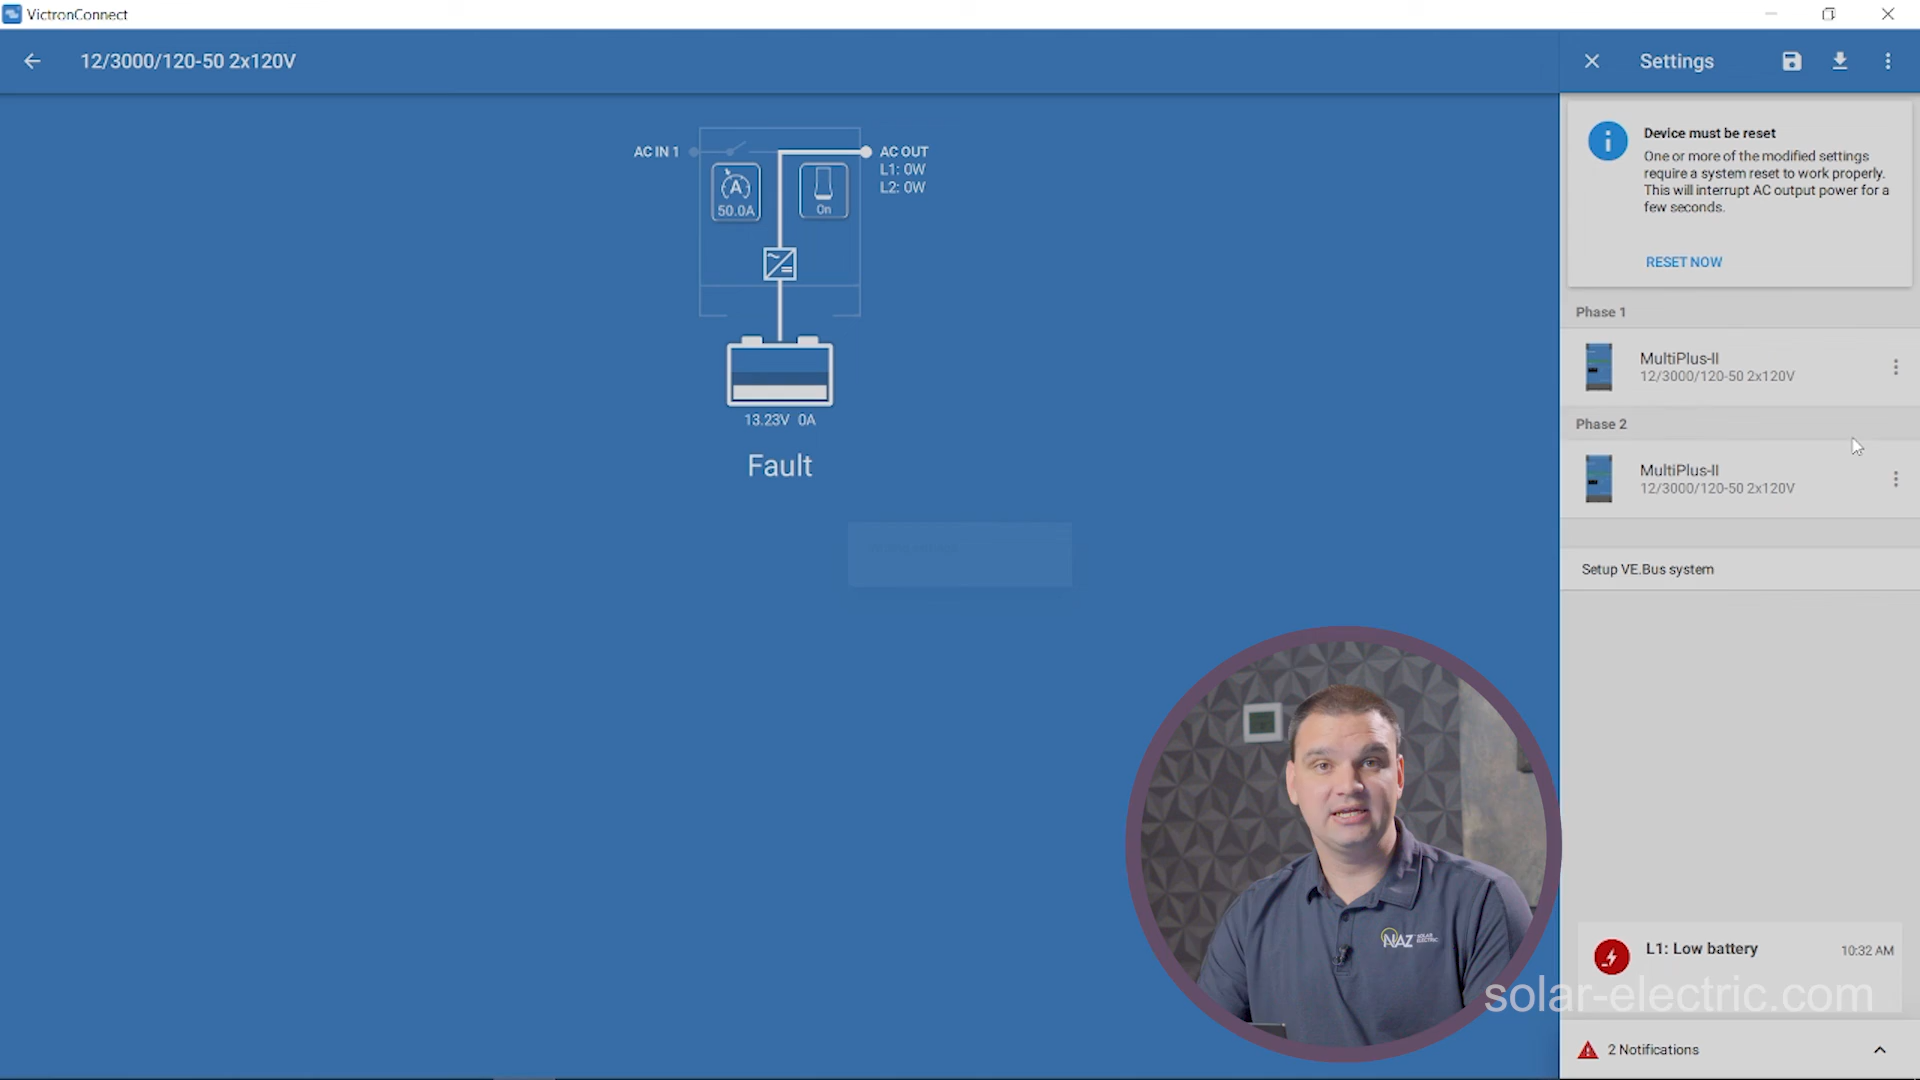 VictronConnect
12/3000/120-50 2x120V
AC IN 1
A
50.0A
On
AC OUT
L1: 0W
L2: 0W
13.23V 0A
Fault
Settings
Device must be reset
One or more of the modified settings
require a system reset to work properly.
This will interrupt AC output power for a
few seconds.
RESET NOW
Phase 1
MultiPlus-II
12/3000/120-50 2x120V
Phase 2
MultiPlus-II
12/3000/120-50 2x120V
Setup VE.Bus system
NAZ SOLAR ELECTRIC
L1: Low battery
10:32 AM
solar-electric.com
2 Notifications